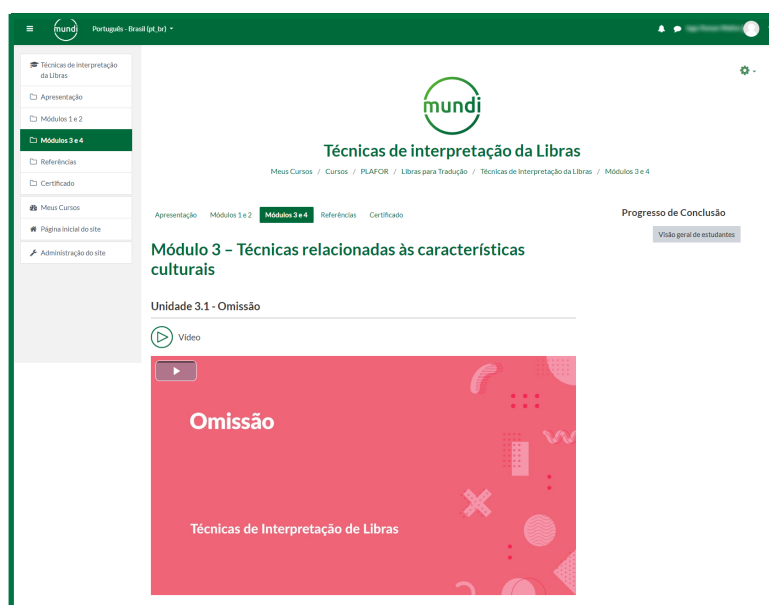 mundi
Português - Brasil (pt_br)
Técnicas de interpretação
da Libras
Apresentação
Módulos 1 e 2
Módulos 3 e 4
Referências
Certificado
Meus Cursos
Página inicial do site
Administração do site
mundi
Técnicas de interpretação da Libras
Meus Cursos / Cursos / PLAFOR / Libras para Tradução / Técnicas de interpretação da Libras / Módulos 3 e 4
Apresentação Módulos 1 e 2 Módulos 3 e 4 Referências Certificado
Progresso de Conclusão
Visão geral de estudantes
Módulo 3 – Técnicas relacionadas às características
culturais
Unidade 3.1 - Omissão
Vídeo
Omissão
Técnicas de Interpretação de Libras